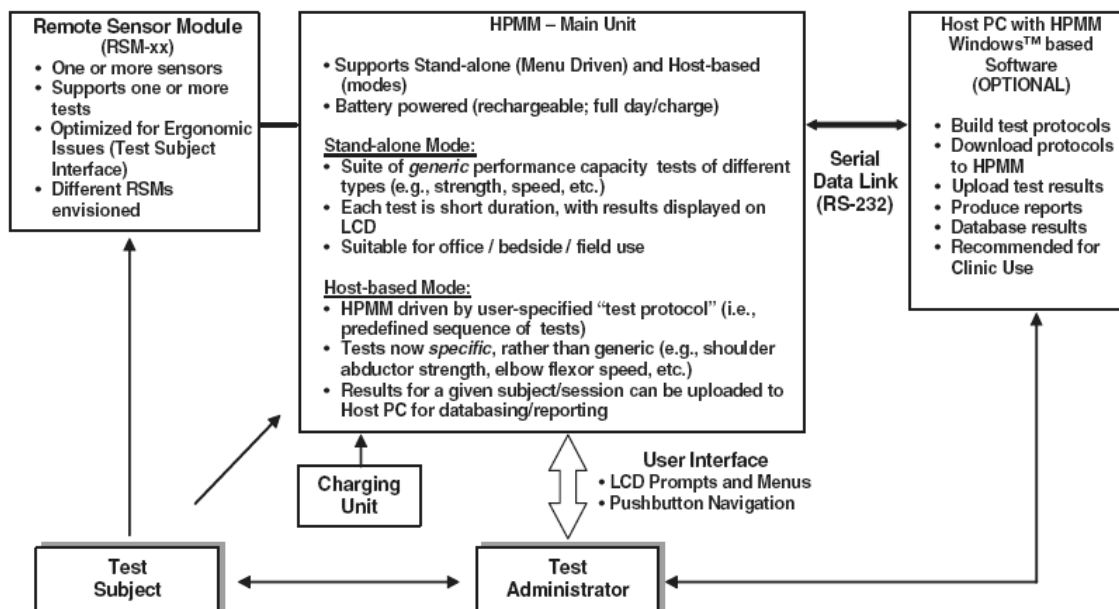 Remote Sensor Module
(RSM-xx)
• One or more sensors
• Supports one or more
tests
• Optimized for Ergonomic
Issues (Test Subject
Interface)
• Different RSMs
envisioned
HPMM – Main Unit
• Supports Stand-alone (Menu Driven) and Host-based
(modes)
• Battery powered (rechargeable; full day/charge)
Stand-alone Mode:
• Suite of generic performance capacity tests of different
types (e.g., strength, speed, etc.)
• Each test is short duration, with results displayed on
LCD
• Suitable for office / bedside / field use
Host-based Mode:
• HPMM driven by user-specified “test protocol” (i.e.,
predefined sequence of tests)
• Tests now specific, rather than generic (e.g., shoulder
abductor strength, elbow flexor speed, etc.)
• Results for a given subject/session can be uploaded to
Host PC for databasing/reporting
Serial
Data Link
(RS-232)
Host PC with HPMM
Windows™ based
Software
(OPTIONAL)
• Build test protocols
• Download protocols
to HPMM
• Upload test results
• Produce reports
• Database results
• Recommended for
Clinic Use
Charging
Unit
User Interface
• LCD Prompts and Menus
• Pushbutton Navigation
Test
Subject
Test
Administrator